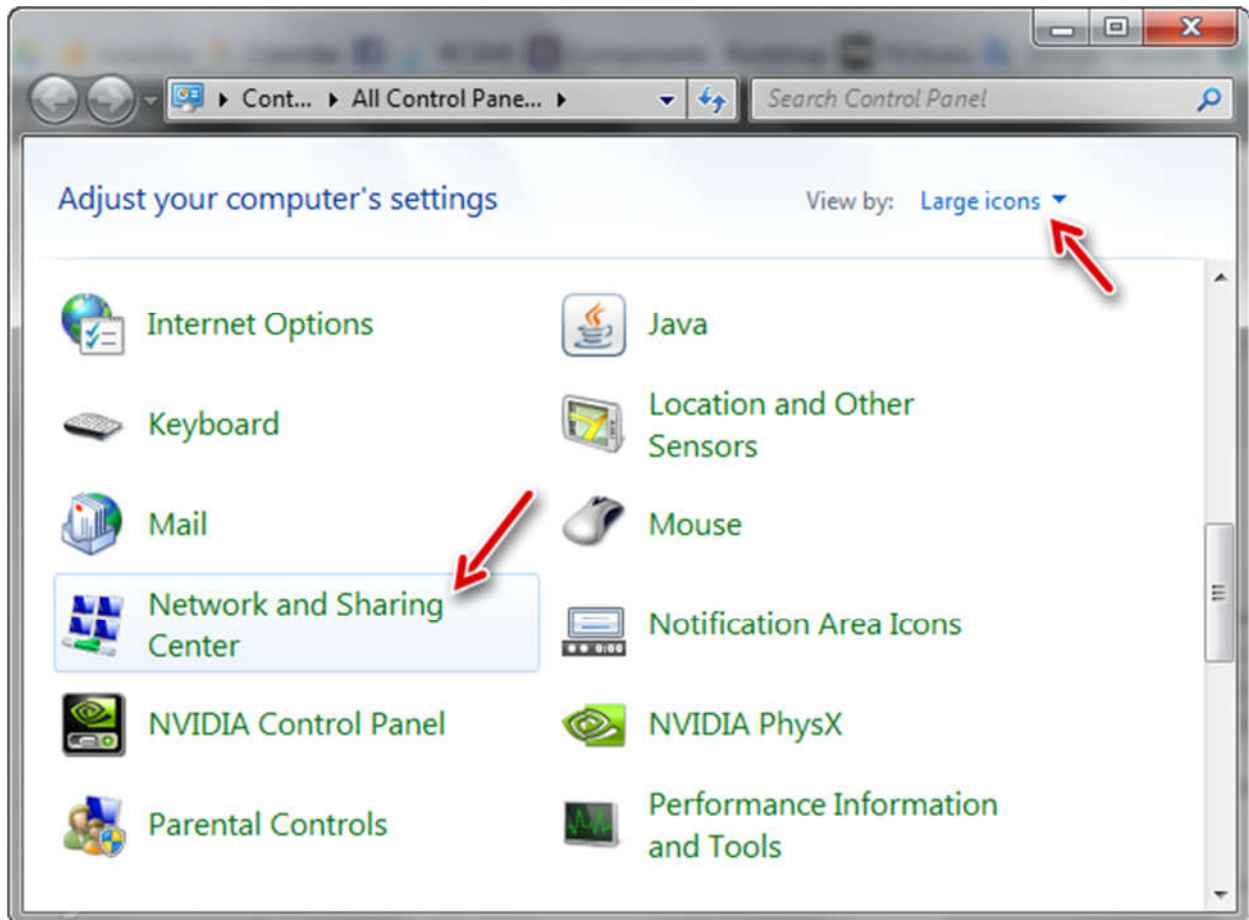 Cont... All Control Pane...
Search Control Panel
Adjust your computer's settings
View by: Large icons
Internet Options
Java
Keyboard
Location and Other
Sensors
Mail
Mouse
Network and Sharing
Center
Notification Area Icons
NVIDIA Control Panel
NVIDIA PhysX
Parental Controls
Performance Information
and Tools